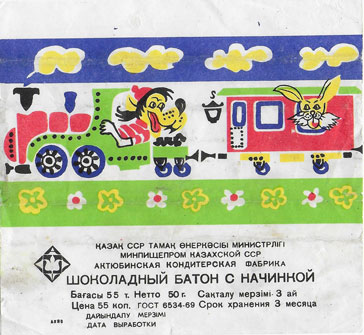 ҚАЗАҚ ССР ТАМАҚ ӨНЕРКӘСІБІ МИНИСТРЛІГІ
МИНПИЩЕПРОМ КАЗАХСКОЙ ССР
АКТЮБИНСКАЯ КОНДИТЕРСКАЯ ФАБРИКА
ШОКОЛАДНЫЙ БАТОН С НАЧИНКОЙ
Бағасы 55 т. Нетто 50 г. Сақталу мерзімі 3 ай
Цена 55 коп. ГОСТ 6534-69 Срок хранения 3 месяца
ДАЙЫНДАЛУ МЕРЗІМІ
ДАТА ВЫРАБОТКИ